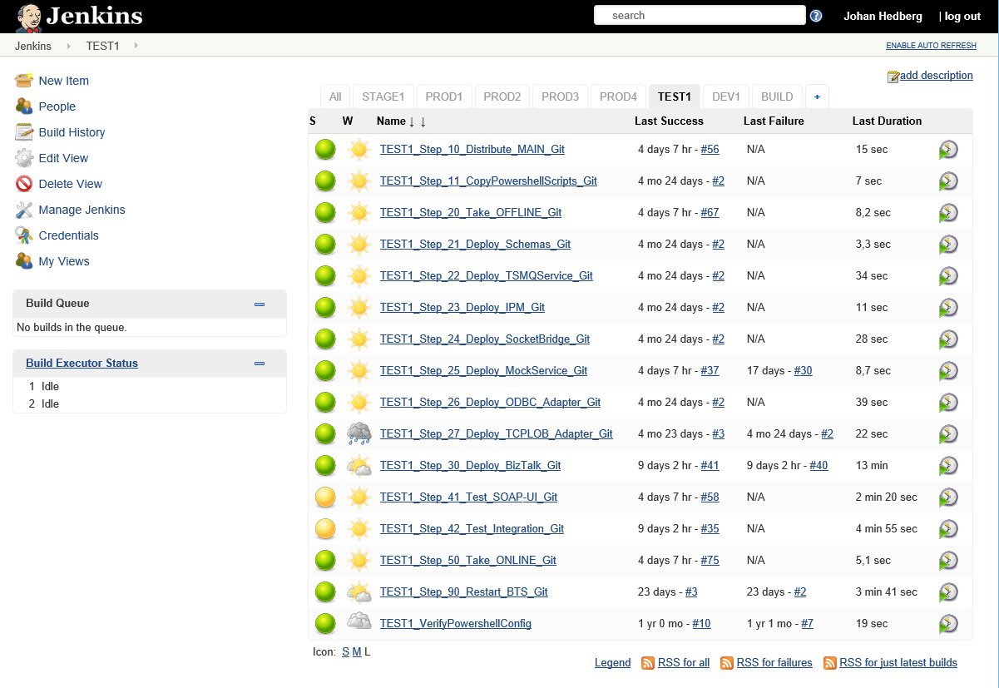 Jenkins
search
Johan Hedberg | log out
Jenkins TEST1 ENABLE AUTO REFRESH
add description
New Item
People
Build History
Edit View
Delete View
Manage Jenkins
Credentials
My Views
Build Queue
No builds in the queue.
Build Executor Status
1 Idle
2 Idle
All STAGE1 PROD1 PROD2 PROD3 PROD4 TEST1 DEV1 BUILD +
S W Name ↓ ↓ Last Success Last Failure Last Duration
TEST1_Step_10_Distribute_MAIN_Git 4 days 7 hr - #56 N/A 15 sec
TEST1_Step_11_CopyPowershellScripts_Git 4 mo 24 days - #2 N/A 7 sec
TEST1_Step_20_Take_OFFLINE_Git 4 days 7 hr - #67 N/A 8,2 sec
TEST1_Step_21_Deploy_Schemas_Git 4 mo 24 days - #2 N/A 3,3 sec
TEST1_Step_22_Deploy_TSMQService_Git 4 mo 24 days - #2 N/A 34 sec
TEST1_Step_23_Deploy_IPM_Git 4 mo 24 days - #2 N/A 11 sec
TEST1_Step_24_Deploy_SocketBridge_Git 4 mo 24 days - #2 N/A 28 sec
TEST1_Step_25_Deploy_MockService_Git 4 days 7 hr - #37 17 days - #30 8,7 sec
TEST1_Step_26_Deploy_ODBC_Adapter_Git 4 mo 24 days - #2 N/A 39 sec
TEST1_Step_27_Deploy_TCPLOB_Adapter_Git 4 mo 23 days - #3 4 mo 24 days - #2 22 sec
TEST1_Step_30_Deploy_BizTalk_Git 9 days 2 hr - #41 9 days 2 hr - #40 13 min
TEST1_Step_41_Test_SOAP-UI_Git 4 days 7 hr - #58 N/A 2 min 20 sec
TEST1_Step_42_Test_Integration_Git 9 days 2 hr - #35 N/A 4 min 55 sec
TEST1_Step_50_Take_ONLINE_Git 4 days 7 hr - #75 N/A 5,1 sec
TEST1_Step_90_Restart_BTS_Git 23 days - #3 23 days - #2 3 min 41 sec
TEST1_VerifyPowershellConfig 1 yr 0 mo - #10 1 yr 1 mo - #7 19 sec
Icon: S M L
Legend RSS for all RSS for failures RSS for just latest builds